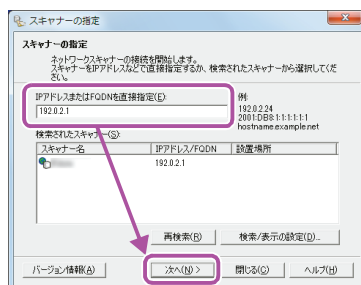 スキャナーの指定
スキャナーの指定
ネットワークスキャナーの接続を開始します。
スキャナーをIPアドレスなどで直接指定するか、検索されたスキャナーから選択してくだ
さい。
IPアドレスまたはFQDNを直接指定(E):
192.0.2.1
例:
192.0.2.24
2001:DB8:1:1:1:1:1:1
hostname.example.net
検索されたスキャナー(S):
スキャナー名 IPアドレス/FQDN 設置場所
192.0.2.1
再検索(R) 検索/表示の設定(D)...
バージョン情報(A) 次へ(N) > 閉じる(C) ヘルプ(H)